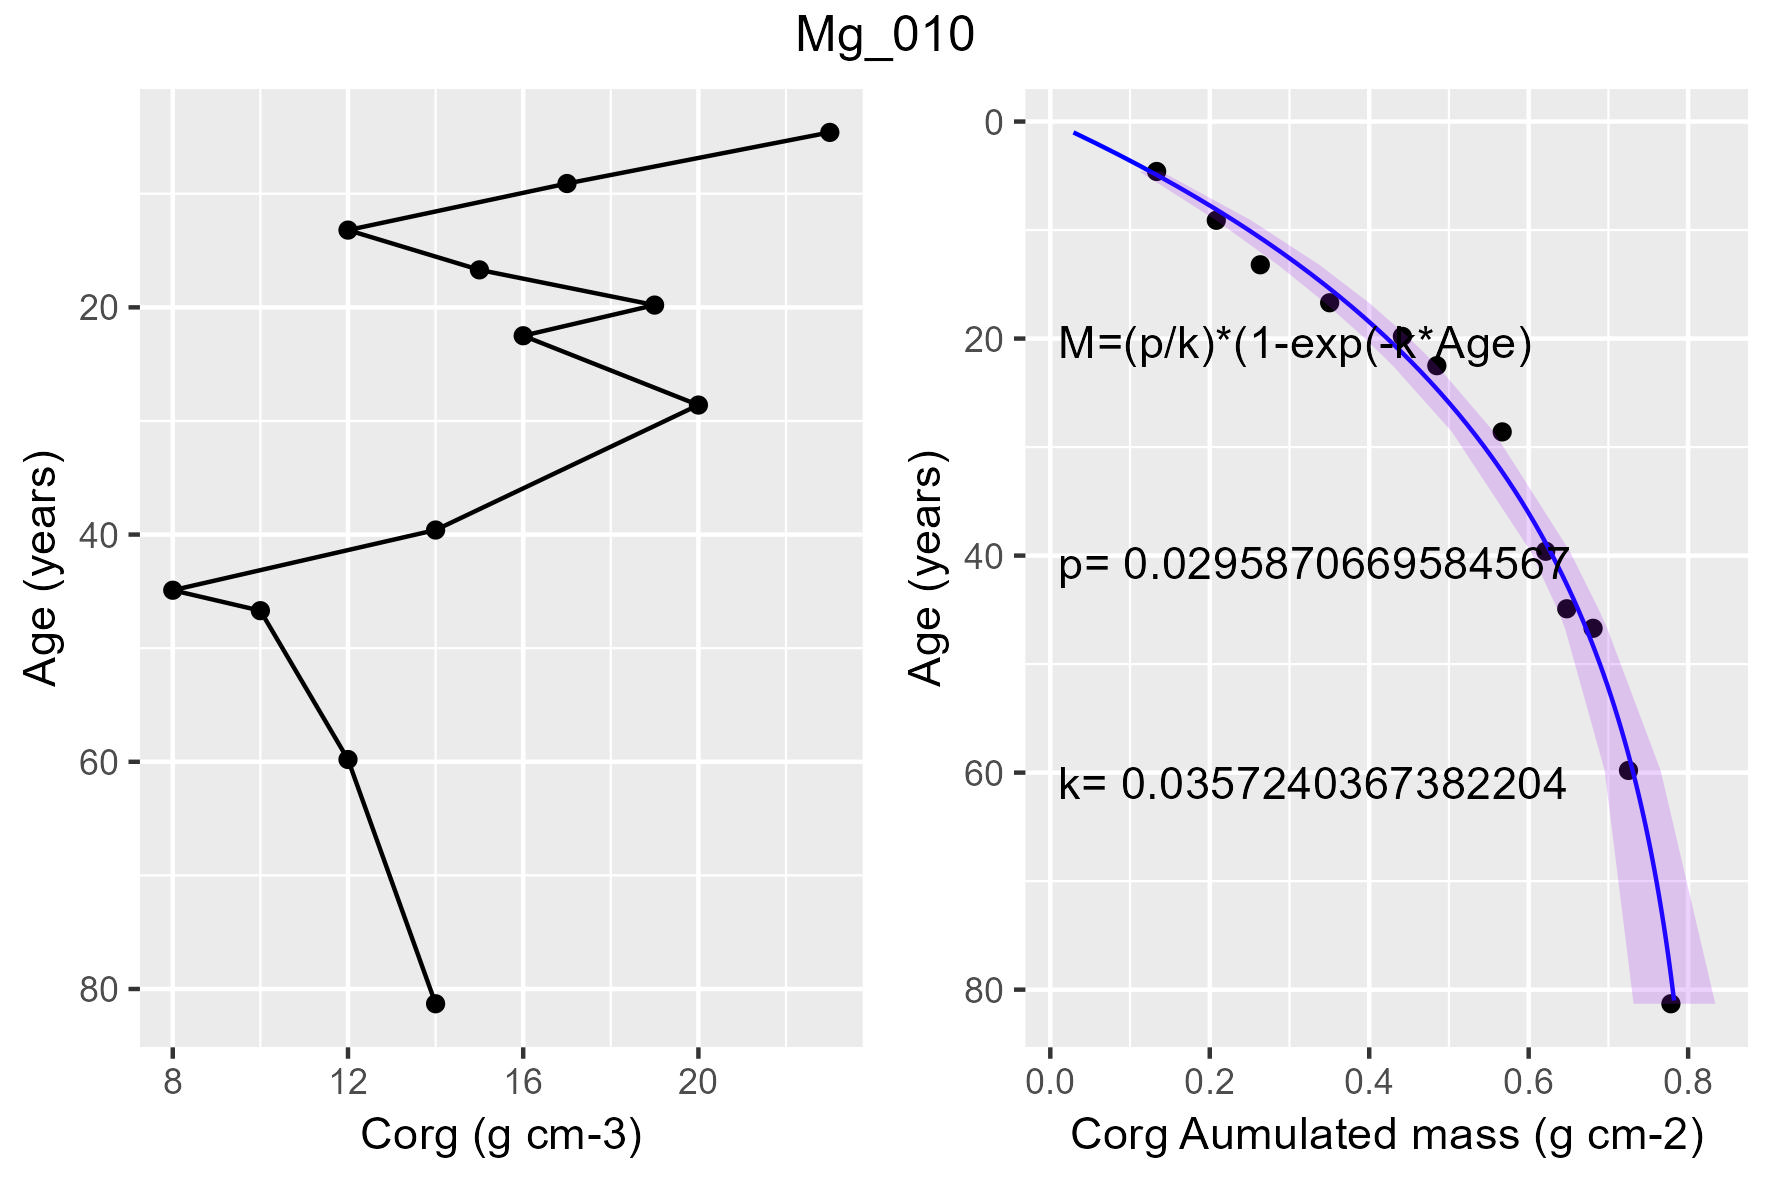 Mg_010
Age (years)
20
40
60
80
8 12 16 20
Corg (g cm-3)
Age (years)
0
20
40
60
80
M=(p/k)*(1-exp(-k*Age)
p= 0.0295870669584567
k= 0.0357240367382204
0.0 0.2 0.4 0.6 0.8
Corg Aumulated mass (g cm-2)